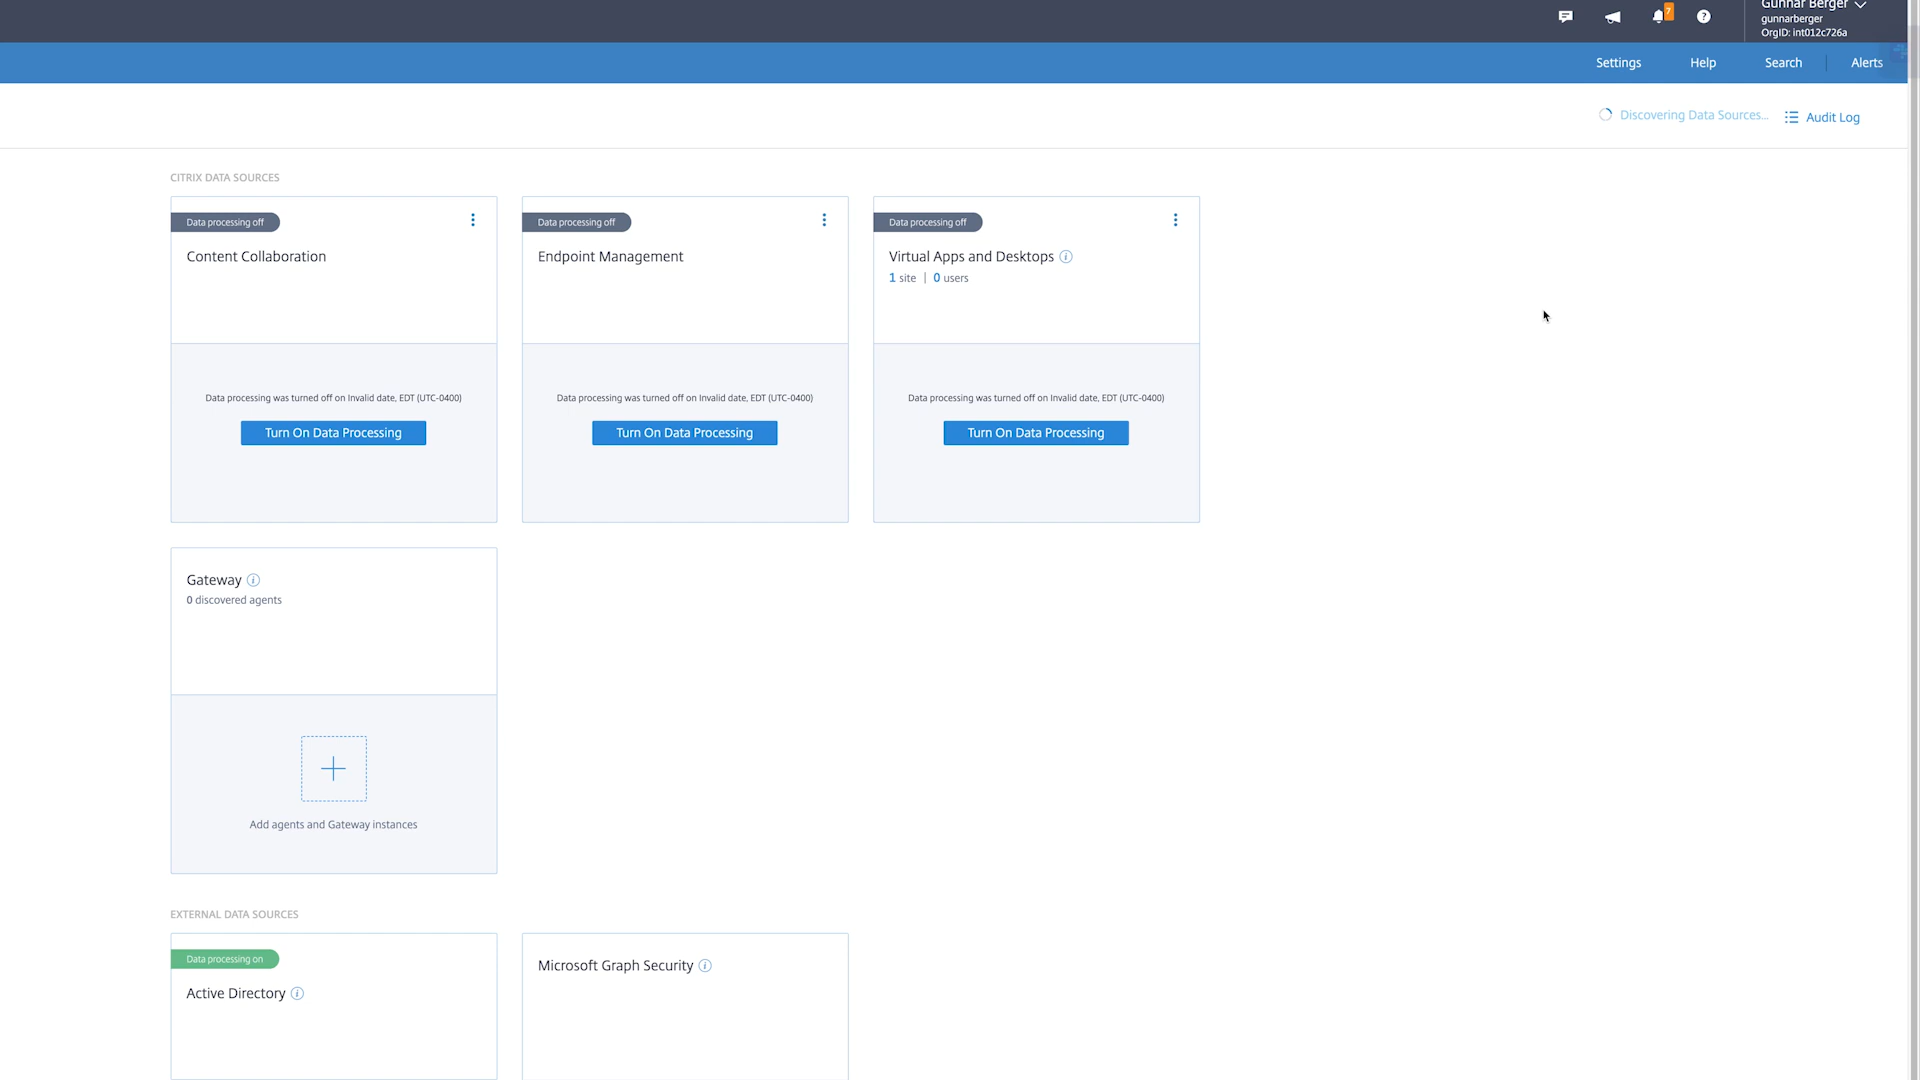 Gunnar Berger
gunnarberger
OrgID: int012c726a
7
Settings
Help
Search
Alerts
Discovering Data Sources...
Audit Log
CITRIX DATA SOURCES
Data processing off
Content Collaboration
Data processing was turned off on Invalid date, EDT (UTC-0400)
Turn On Data Processing
Data processing off
Endpoint Management
Data processing was turned off on Invalid date, EDT (UTC-0400)
Turn On Data Processing
Data processing off
Virtual Apps and Desktops
1 site | 0 users
Data processing was turned off on Invalid date, EDT (UTC-0400)
Turn On Data Processing
Gateway
0 discovered agents
Add agents and Gateway instances
EXTERNAL DATA SOURCES
Data processing on
Active Directory
Microsoft Graph Security